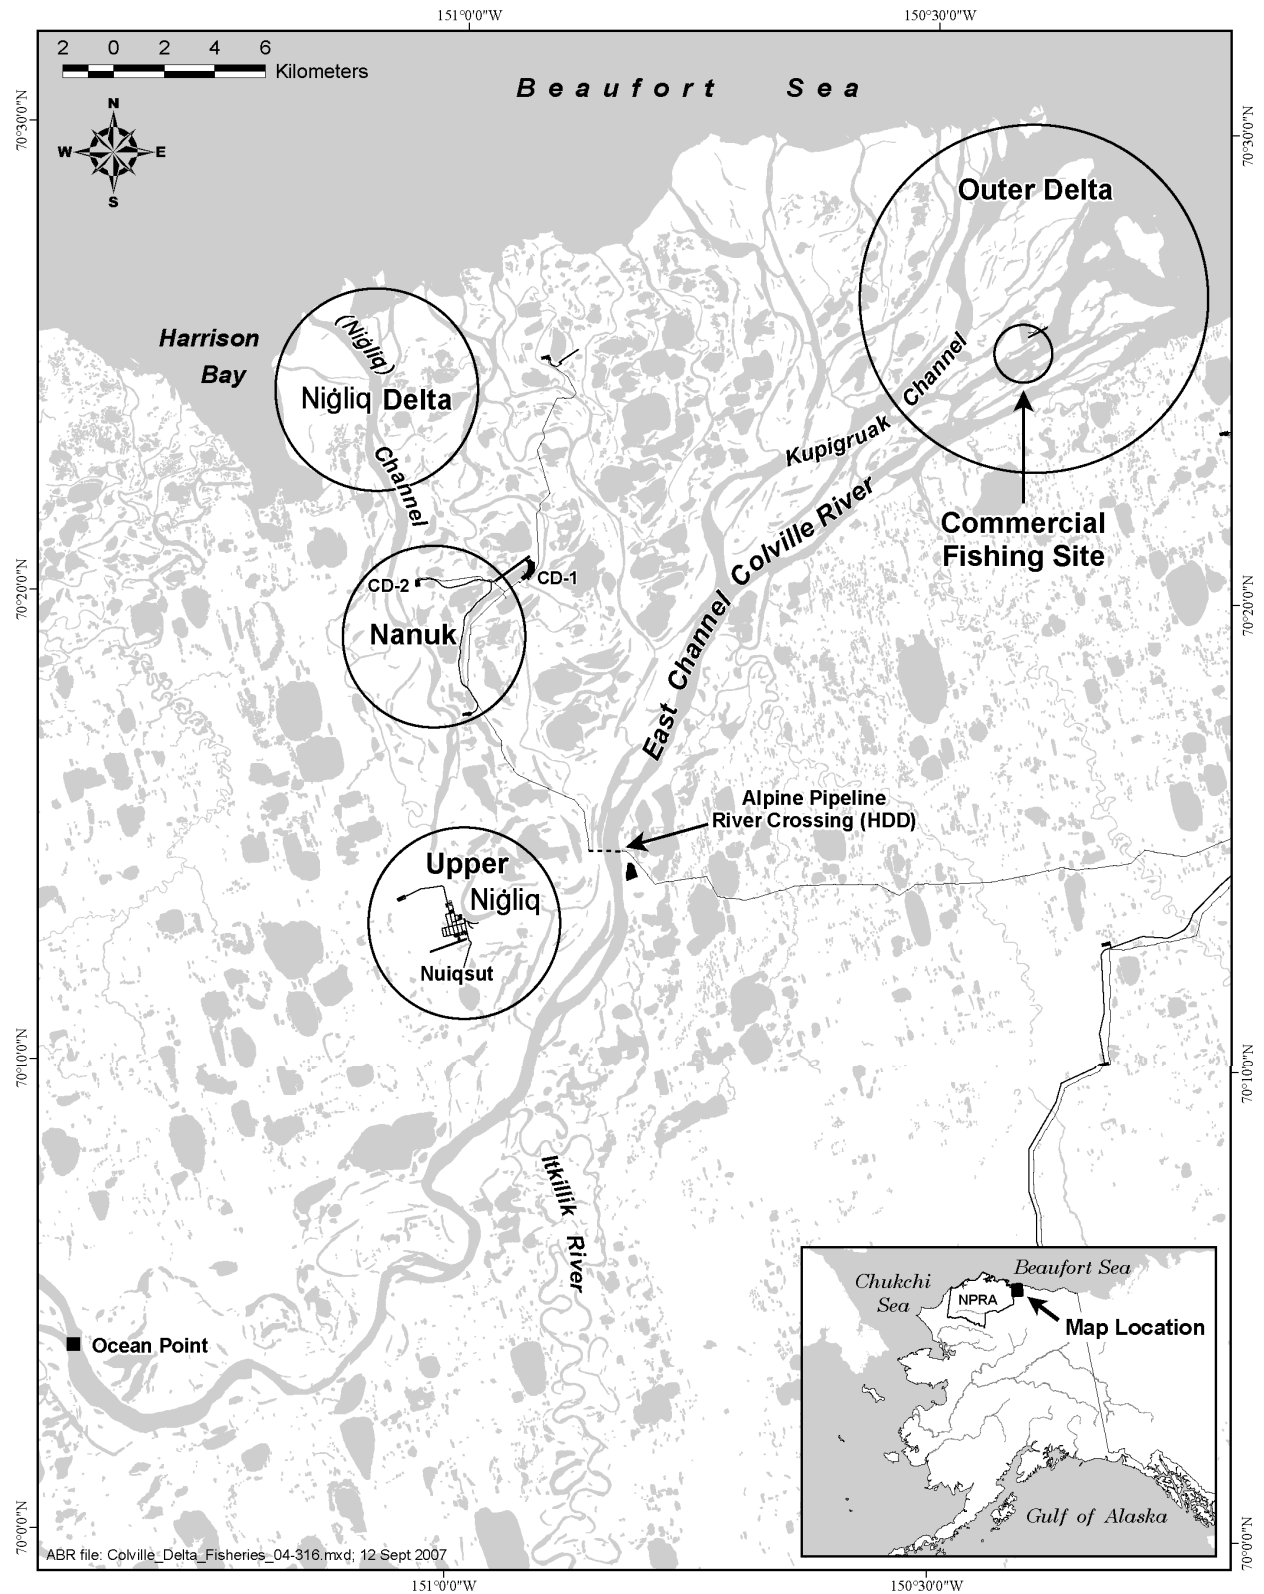 151°0'0"W
150°30'0"W
2 0 2 4 6
Kilometers
Beaufort Sea
N
W E
S
70°30'0"N
70°30'0"N
Outer Delta
Harrison
Bay
(Niġliq)
Niġliq Delta
Channel
Kupigruak Channel
Commercial
Fishing Site
East Channel Colville River
CD-2
CD-1
Nanuk
70°20'0"N
70°20'0"N
Alpine Pipeline
River Crossing (HDD)
Upper
Niġliq
Nuiqsut
70°10'0"N
70°10'0"N
Itkillik River
Ocean Point
Chukchi
Sea
Beaufort Sea
NPRA
Map Location
Gulf of Alaska
70°0'0"N
70°0'0"N
ABR file: Colville_Delta_Fisheries_04-316.mxd; 12 Sept 2007
151°0'0"W
150°30'0"W